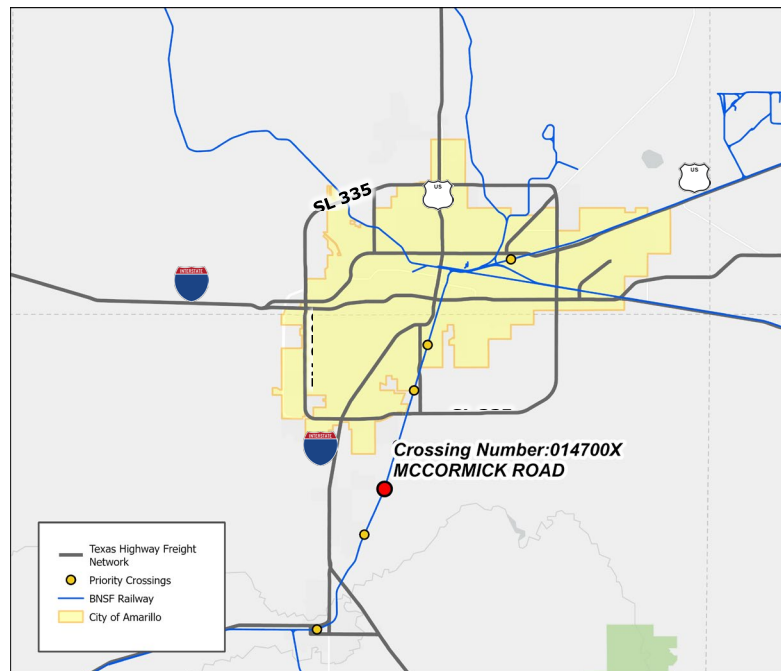 SL 335
US
US
INTERSTATE
INTERSTATE
Crossing Number:014700X
MCCORMICK ROAD
Texas Highway Freight
Network
Priority Crossings
BNSF Railway
City of Amarillo